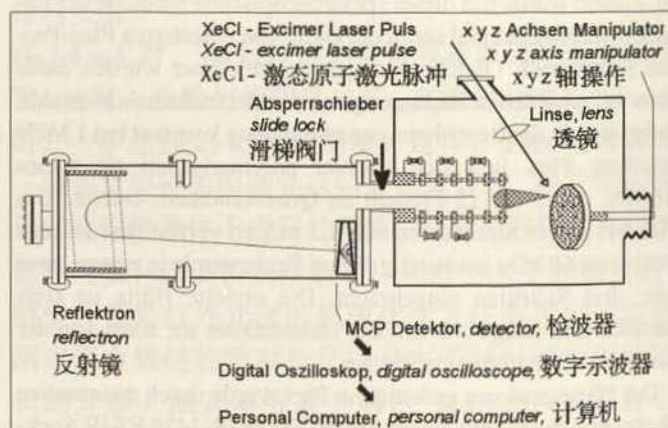 XeCl - Excimer Laser Puls
XeCl - excimer laser pulse
XeCl- 激态原子激光脉冲
x y z Achsen Manipulator
x y z axis manipulator
xyz轴操作
Absperrschieber
slide lock
滑梯阀门
Linse, lens
透镜
Reflektron
reflectron
反射镜
MCP Detektor, detector, 检波器
Digital Oszilloskop, digital oscilloscope, 数字示波器
Personal Computer, personal computer, 计算机